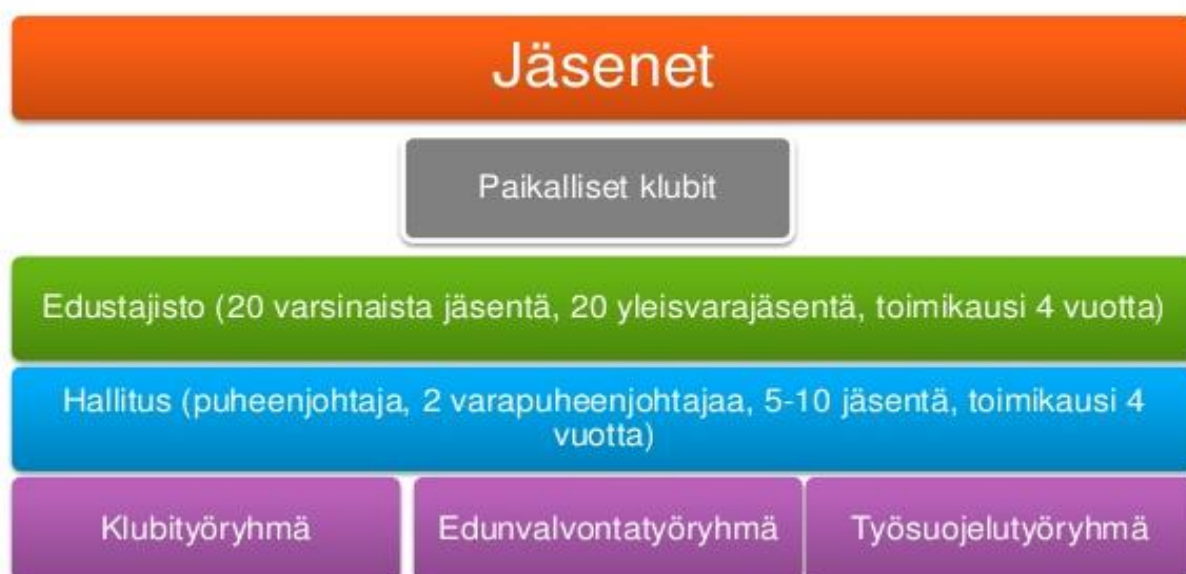 Jäsenet
Paikalliset klubit
Edustajisto (20 varsinaista jäsentä, 20 yleisvarajäsentä, toimikausi 4 vuotta)
Hallitus (puheenjohtaja, 2 varapuheenjohtajaa, 5-10 jäsentä, toimikausi 4
vuotta)
Klubityöryhmä
Edunvalvontatyöryhmä
Työsuojelutyöryhmä